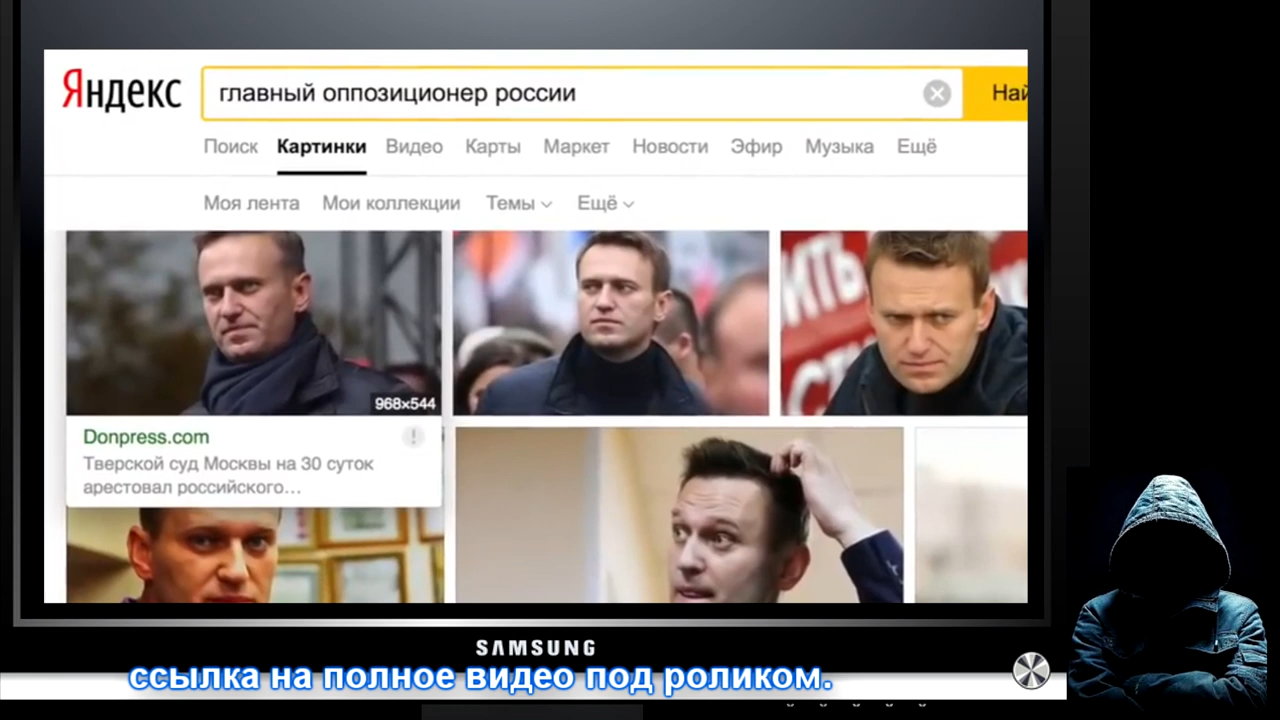 Яндекс
главный оппозиционер россии
Най
Поиск Картинки Видео Карты Маркет Новости Эфир Музыка Ещё
Моя лента Мои коллекции Темы Ещё
ИТЬ
968×544
Donpress.com
!
Тверской суд Москвы на 30 суток
арестовал российского...
SAMSUNG
ссылка на полное видео под роликом.